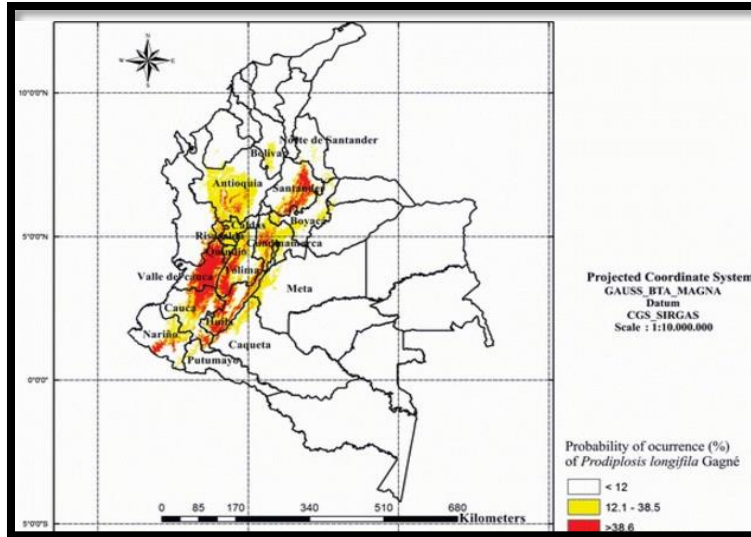 N
W
E
S
10°0'0"N
5°0'0"N
0°0'0"
5°0'0"S
Norte de Santander
Bolívar
Antioquia
Santander
Boyacá
Caldas
Risaralda
Cundinamarca
Quindío
Tolima
Valle del cauca
Meta
Cauca
Huila
Nariño
Caqueta
Putumayo
Projected Coordinate System
GAUSS_BTA_MAGNA
Datum
CGS_SIRGAS
Scale : 1:10.000.000
Probability of ocurrence (%)
of Prodiplosis longifila Gagné
< 12
12.1 - 38.5
>38.6
0 85 170 340 510 680
Kilometers